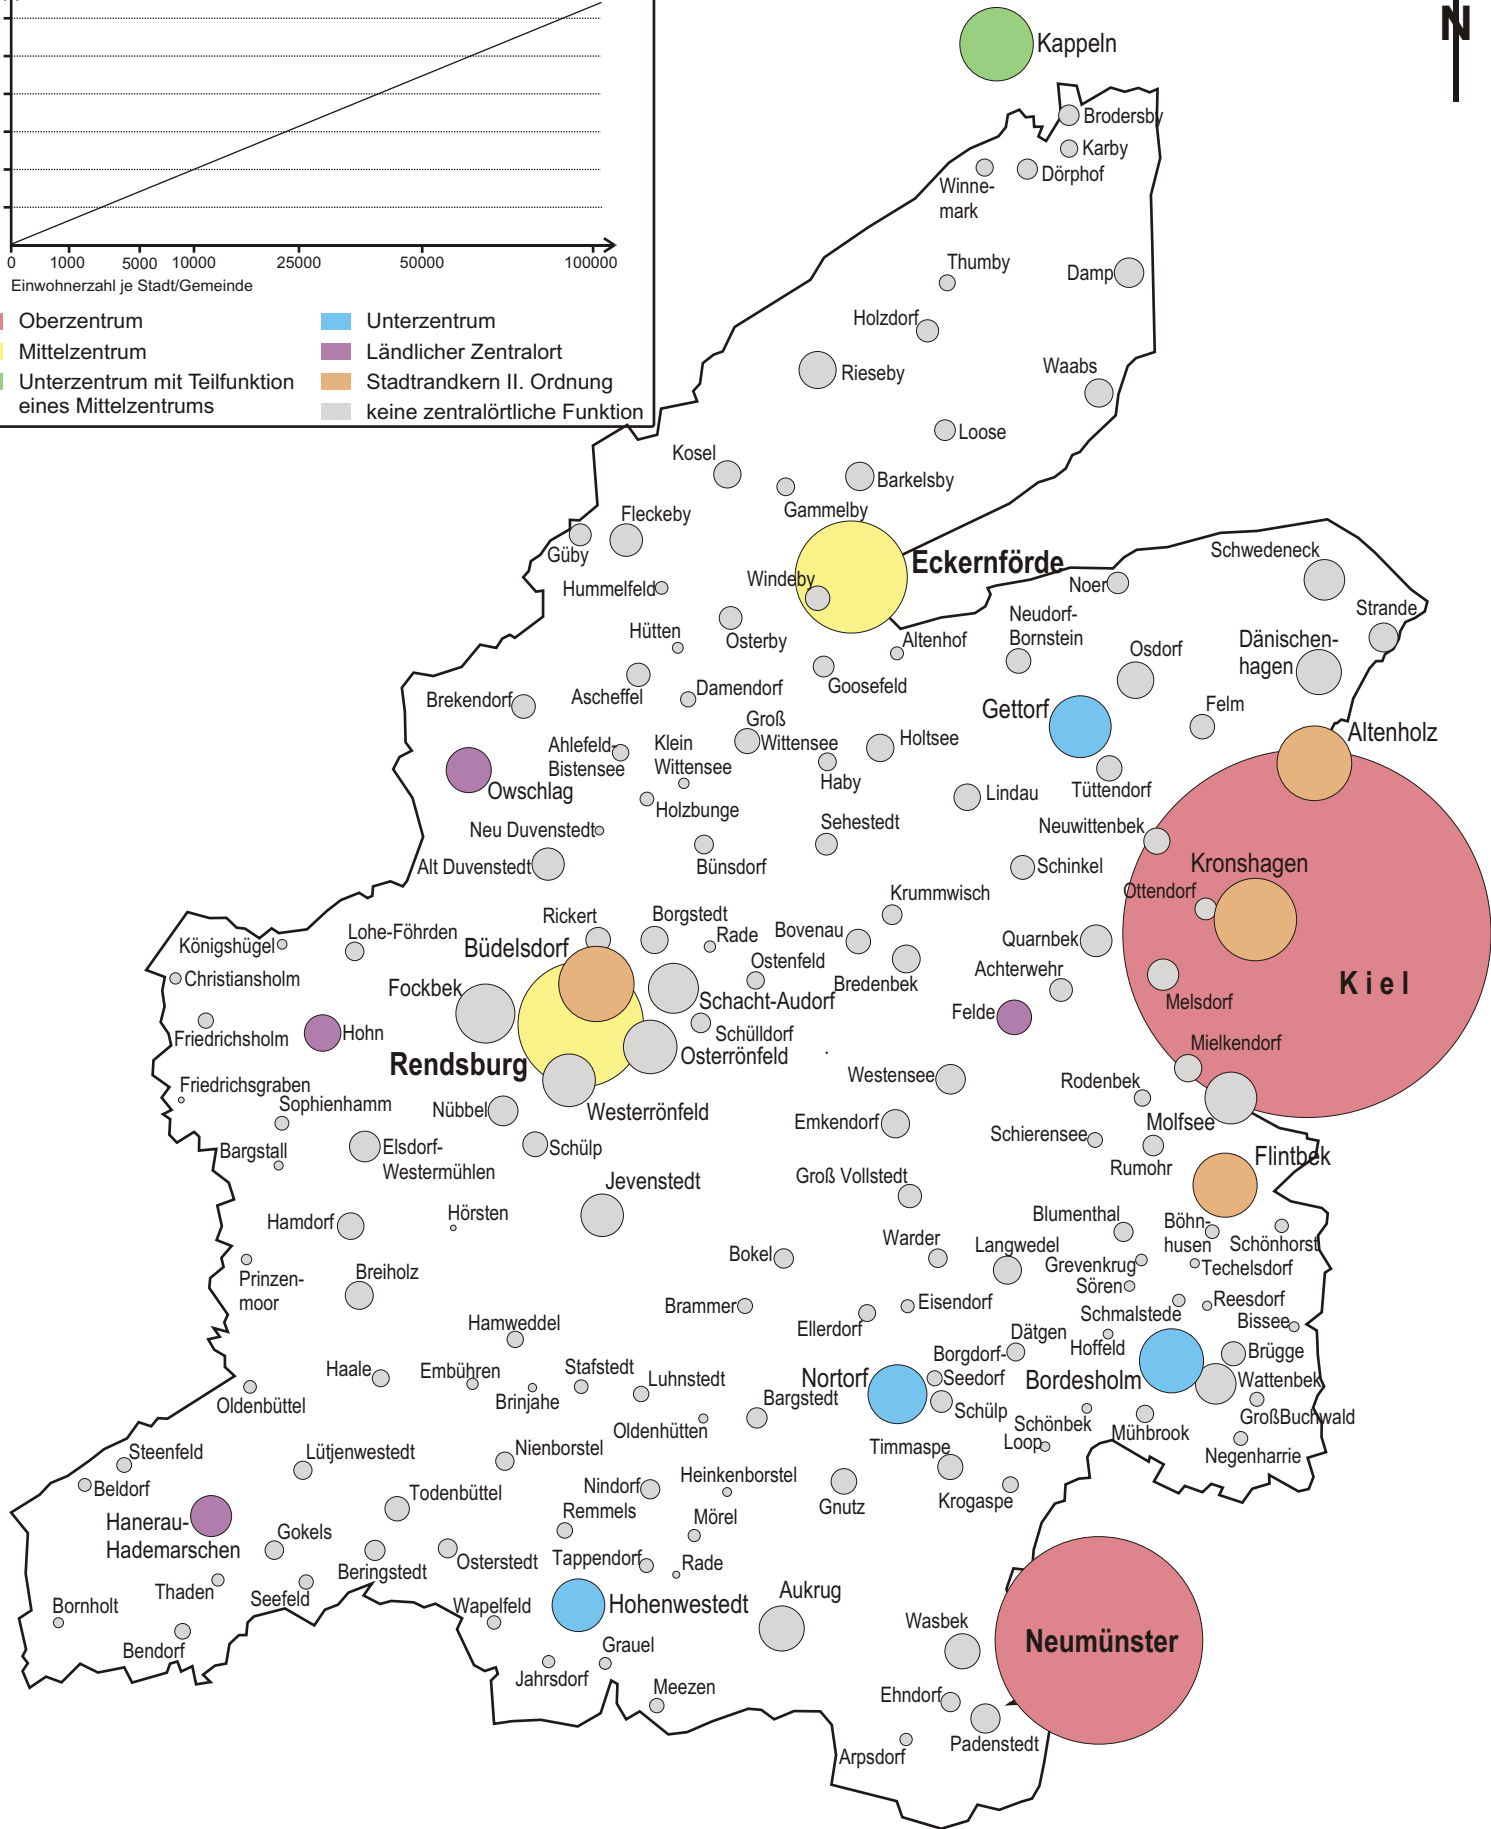 N
0 1000 5000 10000 25000 50000 100000
Einwohnerzahl je Stadt/Gemeinde
Oberzentrum
Mittelzentrum
Unterzentrum mit Teilfunktion
eines Mittelzentrums
Unterzentrum
Ländlicher Zentralort
Stadtrandkern II. Ordnung
keine zentralörtliche Funktion
Kappeln
Brodersby
Karby
Dörphof
Winne-
mark
Thumby
Damp
Holzdorf
Rieseby
Waabs
Loose
Kosel
Barkelsby
Gammelby
Fleckeby
Güby
Eckernförde
Schwedeneck
Hummelfeld
Windeby
Noer
Strande
Neudorf-
Bornstein
Hütten
Osterby
Altenhof
Osdorf
Dänischen-
hagen
Ascheffel
Damendorf
Goosefeld
Brekendorf
Gettorf
Felm
Groß
Wittensee
Holtsee
Altenholz
Ahlefeld-
Bistensee
Klein
Wittensee
Haby
Owschlag
Tüttendorf
Lindau
Holzbunge
Neu Duvenstedt
Sehestedt
Neuwittenbek
Alt Duvenstedt
Bünsdorf
Schinkel
Kronshagen
Ottendorf
Krummwisch
Rickert
Borgstedt
Rade
Bovenau
Königshügel
Lohe-Föhrden
Büdelsdorf
Quarnbek
Ostenfeld
Bredenbek
Achterwehr
Christiansholm
Fockbek
Schacht-Audorf
Melsdorf
Kiel
Felde
Friedrichsholm
Hohn
Schülldorf
Osterrönfeld
Mielkendorf
Rendsburg
Westensee
Rodenbek
Friedrichsgraben
Sophienhamm
Nübbel
Westerrönfeld
Emkendorf
Molfsee
Schierensee
Bargstall
Elsdorf-
Westermühlen
Schülp
Rumohr
Flintbek
Groß Vollstedt
Jevenstedt
Hamdorf
Hörsten
Blumenthal
Böhn-
husen
Schönhorst
Warder
Langwedel
Bokel
Grevenkrug
Techelsdorf
Prinzen-
moor
Breiholz
Sören
Brammer
Eisendorf
Reesdorf
Schmalstede
Bissee
Ellerdorf
Hamweddel
Dätgen
Hoffeld
Borgdorf-
Seedorf
Brügge
Haale
Embühren
Stafstedt
Luhnstedt
Nortorf
Bordesholm
Wattenbek
Oldenbüttel
Brinjahe
Bargstedt
Schülp
Schönbek
GroßBuchwald
Oldenhütten
Mühbrook
Loop
Timmaspe
Negenharrie
Steenfeld
Lütjenwestedt
Nienborstel
Beldorf
Nindorf
Heinkenborstel
Gnutz
Krogaspe
Todenbüttel
Remmels
Mörel
Hanerau-
Hademarschen
Gokels
Beringstedt
Osterstedt
Tappendorf
Rade
Thaden
Seefeld
Aukrug
Bornholt
Wapelfeld
Hohenwestedt
Wasbek
Neumünster
Bendorf
Grauel
Jahrsdorf
Meezen
Ehndorf
Padenstedt
Arpsdorf